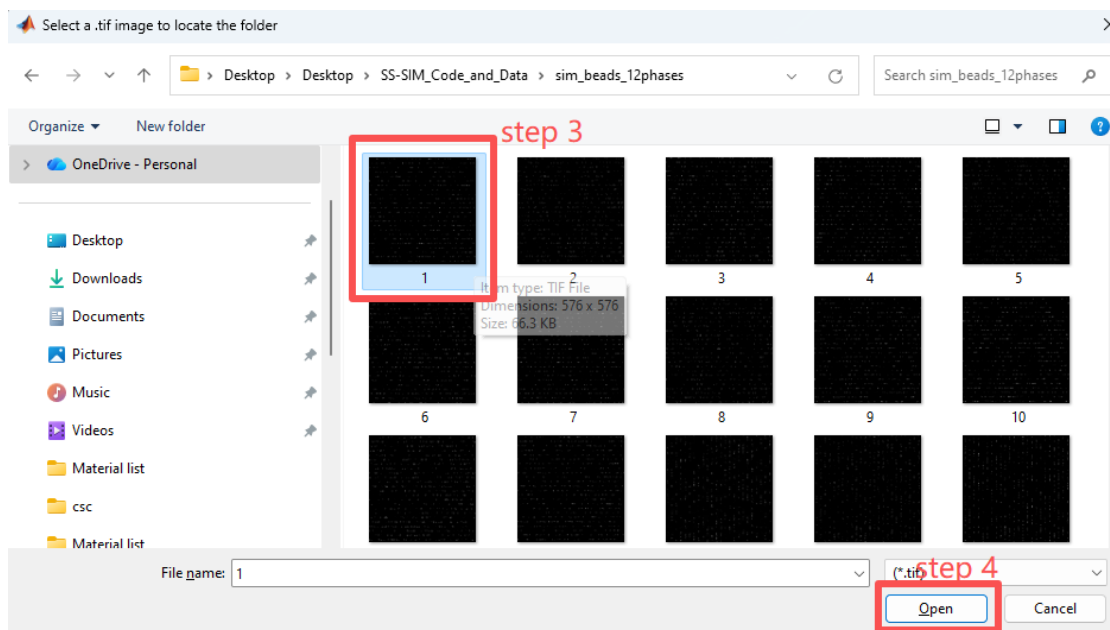 Select a .tif image to locate the folder
Desktop > Desktop > SS-SIM_Code_and_Data > sim_beads_12phases
Search sim_beads_12phases
Organize
New folder
step 3
OneDrive - Personal
Desktop
Downloads
Documents
Pictures
Music
Videos
Material list
csc
Material list
1
2
3
4
5
Item type: TIF File
Dimensions: 576 x 576
Size: 66.3 KB
6
7
8
9
10
File name: 1
(*.tif)
step 4
Open
Cancel